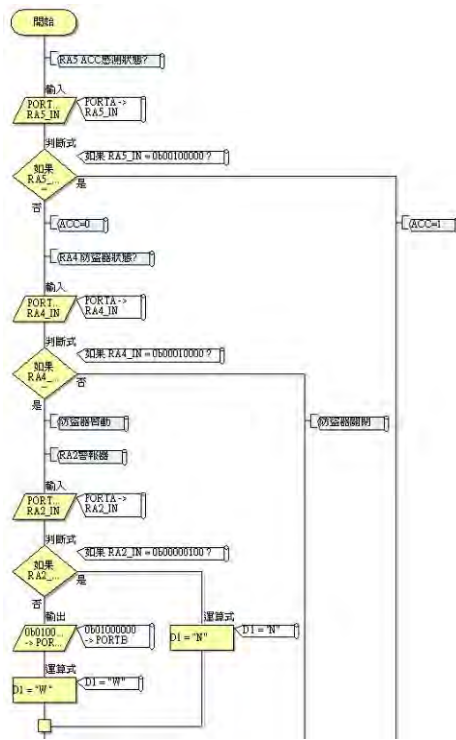 開始
RA5 ACC感測狀態?
輸入
PORT...
RA5_IN
PORTA ->
RA5_IN
判斷式
如果 RA5_IN = 0b00100000 ?
如果
RA5_...
=
是
否
ACC=0
ACC=1
RA4 防盜器狀態?
輸入
PORT...
RA4_IN
PORTA ->
RA4_IN
判斷式
如果 RA4_IN = 0b00010000 ?
如果
RA4_...
=
否
是
防盜器
防盜器關閉
RA2警報器
輸入
PORT...
RA2_IN
PORTA ->
RA2_IN
判斷式
如果 RA2_IN = 0b00000100 ?
如果
RA2_...
是
否
輸出
0b0100...
-> POR...
0b01000000
-> PORTB
運算式
D1 = "N"
D1 = "N"
運算式
D1 = "W"
D1 = "W"